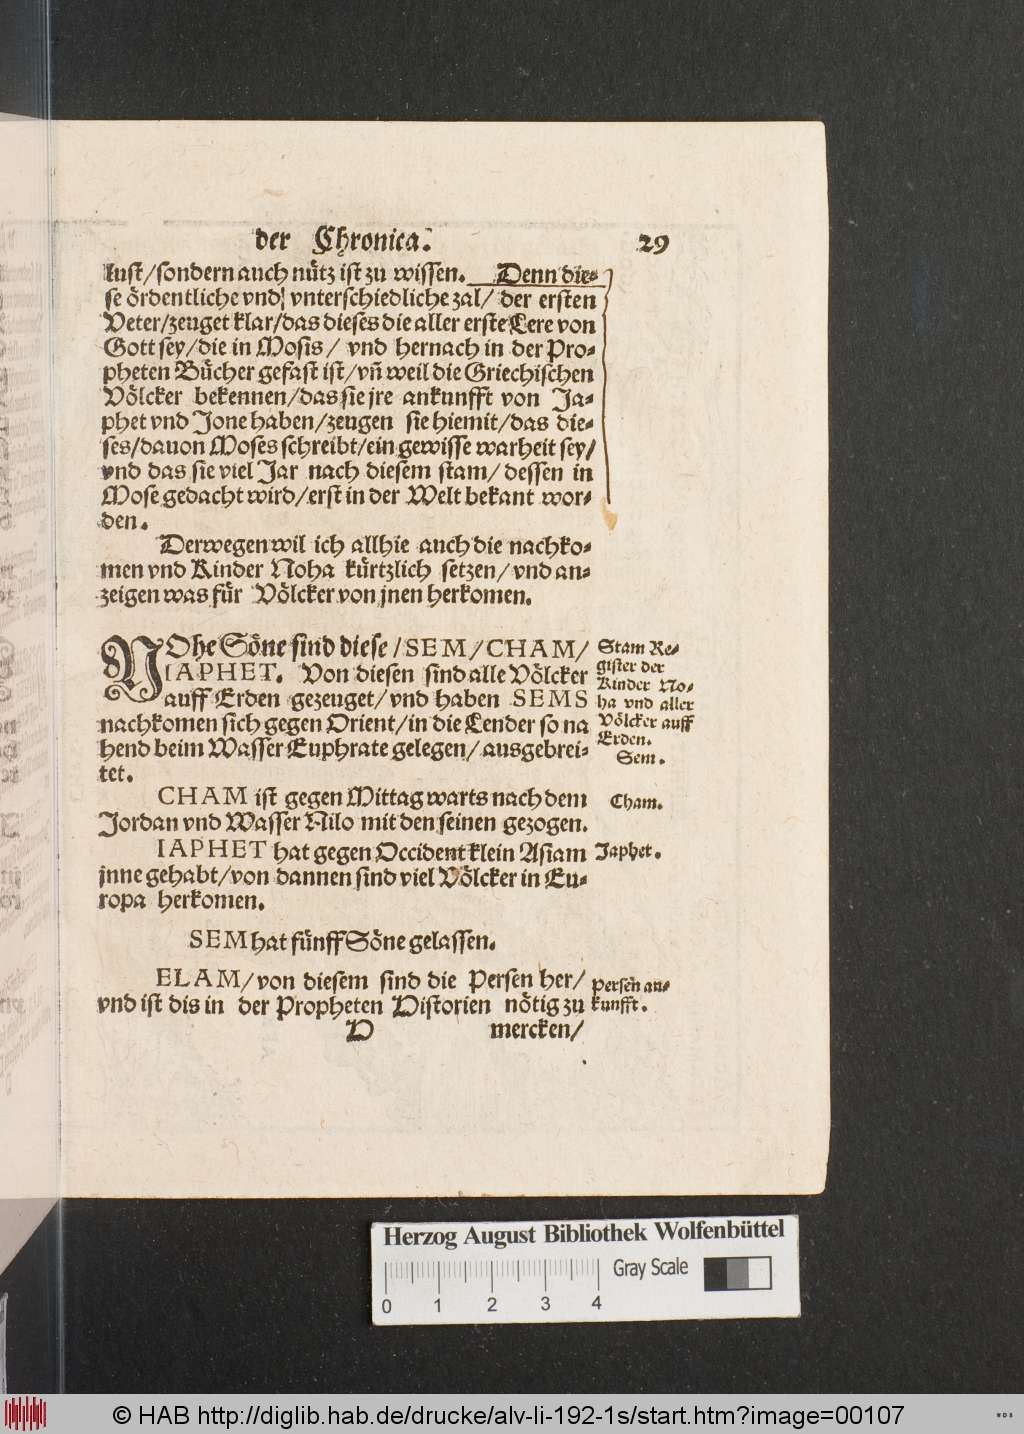 der Chronica. 29
lust/sondern auch nütz ist zu wissen. Denn die-
se ördentliche vnd vnterschiedliche zal/ der ersten
Veter/zeuget klar/das dieses die aller erste Lere von
Gott sey/die in Mosis/ vnd hernach in der Pro-
pheten Bücher gefast ist/vñ weil die Griechischen
Völcker bekennen/das sie jre ankunfft von Ja-
phet vnd Jone haben/zeugen sie hiemit/das die-
ses/dauon Moses schreibt/ein gewisse warheit sey/
vnd das sie viel Jar nach diesem stam/ dessen in
Mose gedacht wird/erst in der Welt bekant wor-
den.
Derwegen wil ich allhie auch die nachko-
men vnd Kinder Noha kürtzlich setzen/vnd an-
zeigen was für Völcker von jnen herkomen.
NOhe Söne sind diese/SEM/CHAM/
IAPHET. Von diesen sind alle Völcker
auff Erden gezeuget/vnd haben SEMS
nachkomen sich gegen Orient/in die Lender so na
hend beim Wasser Euphrate gelegen/ausgebrei-
tet.
Stam Re-
gister der
Kinder No-
ha vnd aller
Völcker auff
Erden.
Sem.
CHAM ist gegen Mittagwarts nach dem
Jordan vnd Wasser Nilo mit den seinen gezogen.
Cham.
IAPHET hat gegen Occident klein Asiam
jnne gehabt/von dannen sind viel Völcker in Eu-
ropa herkomen.
Japhet.
SEM hat fünff Söne gelassen.
ELAM/von diesem sind die Persen her/
vnd ist dis in der Propheten Historien nötig zu
Persen an-
kunfft.
H mercken/
Herzog August Bibliothek Wolfenbüttel
Gray Scale
0 1 2 3 4
© HAB http://diglib.hab.de/drucke/alv-li-192-1s/start.htm?image=00107